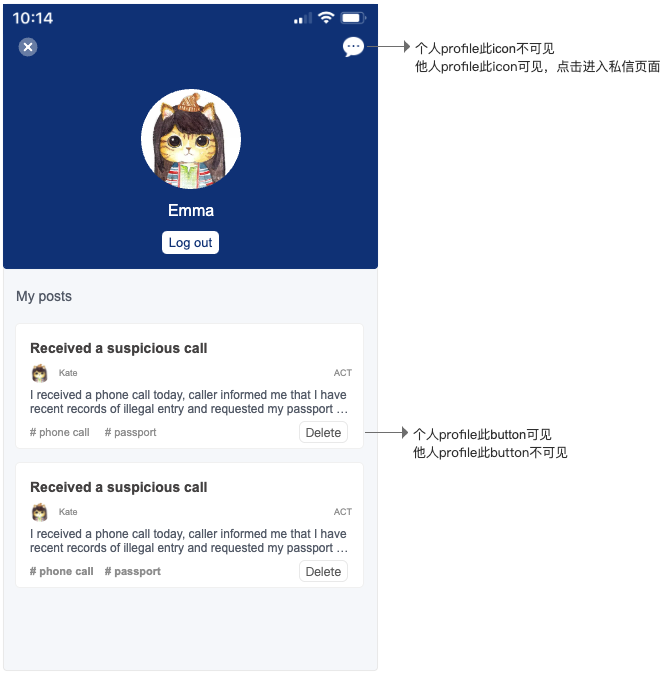 10:14
个人profile此icon不可见
他人profile此icon可见，点击进入私信页面
Emma
Log out
My posts
Received a suspicious call
Kate
ACT
I received a phone call today, caller informed me that I have
recent records of illegal entry and requested my passport ...
# phone call # passport
Delete
个人profile此button可见
他人profile此button不可见
Received a suspicious call
Kate
ACT
I received a phone call today, caller informed me that I have
recent records of illegal entry and requested my passport ...
# phone call # passport
Delete